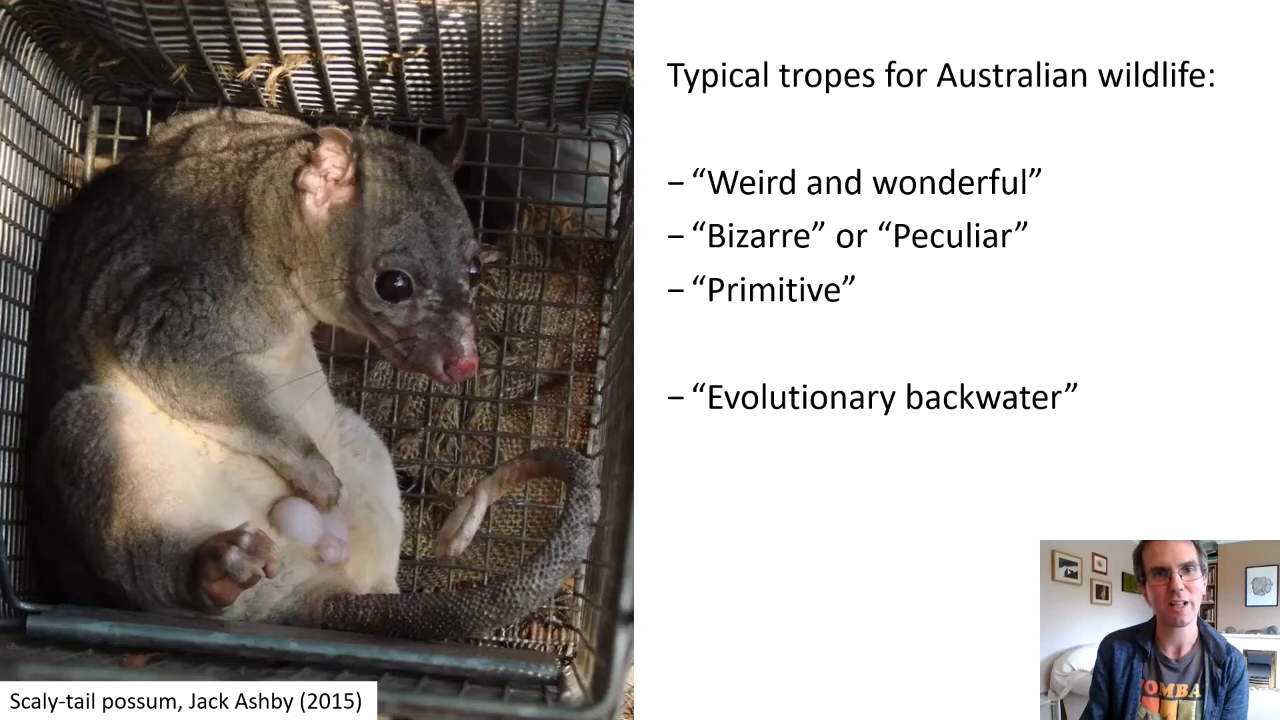 Typical tropes for Australian wildlife:
– “Weird and wonderful”
– “Bizarre” or “Peculiar”
– “Primitive”
– “Evolutionary backwater”
Scaly-tail possum, Jack Ashby (2015)
OMBA